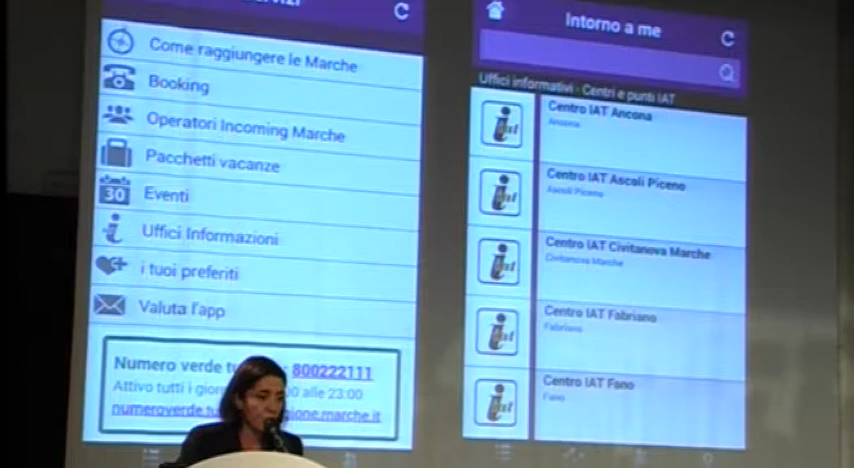 Come raggiungere le Marche
Booking
Operatori Incoming Marche
Pacchetti vacanze
30 Eventi
Uffici Informazioni
i tuoi preferiti
Valuta l'app
Numero verde : 800222111
Attivo tutti i alle 23:00
numeroverde. .marche.it
Intorno a me
Uffici informativi - Centri e punti IAT
Centro IAT Ancona
Ancona
Centro IAT Ascoli Piceno
Ascoli Piceno
Centro IAT Civitanova Marche
Civitanova Marche
Centro IAT Fabriano
Fabriano
Centro IAT Fano
Fano